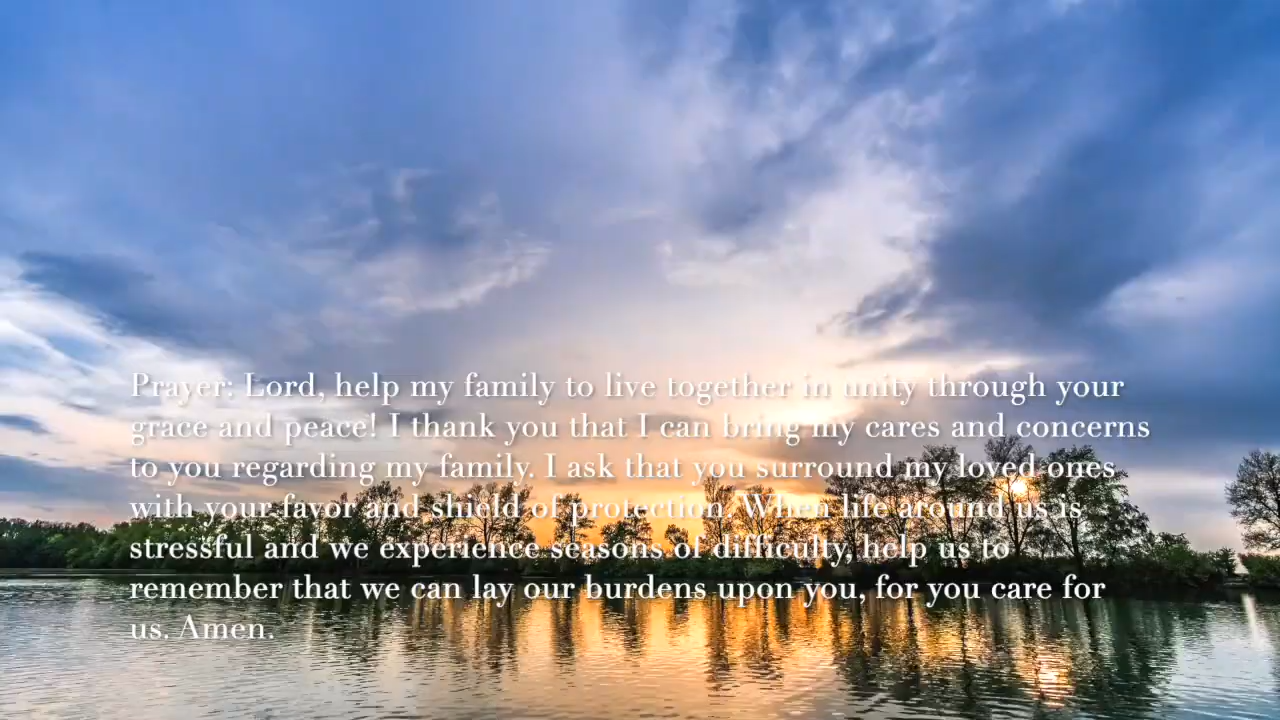 Prayer: Lord, help my family to live together in unity through your
grace and peace! I thank you that I can bring my cares and concerns
to you regarding my family. I ask that you surround my loved ones
with your favor and shield of protection. When life around us is
stressful and we experience seasons of difficulty, help us to
remember that we can lay our burdens upon you, for you care for
us. Amen.